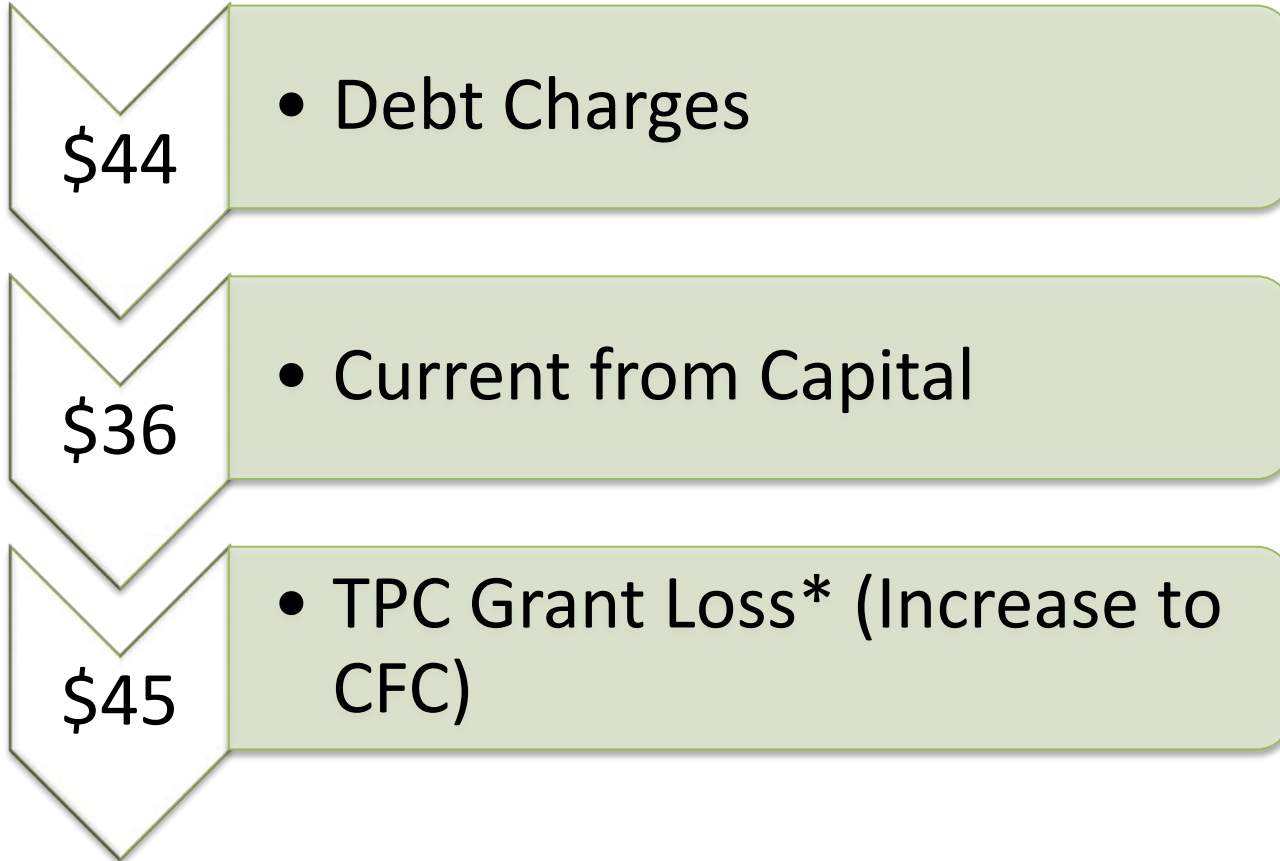 $44
• Debt Charges
$36
• Current from Capital
$45
• TPC Grant Loss* (Increase to
CFC)